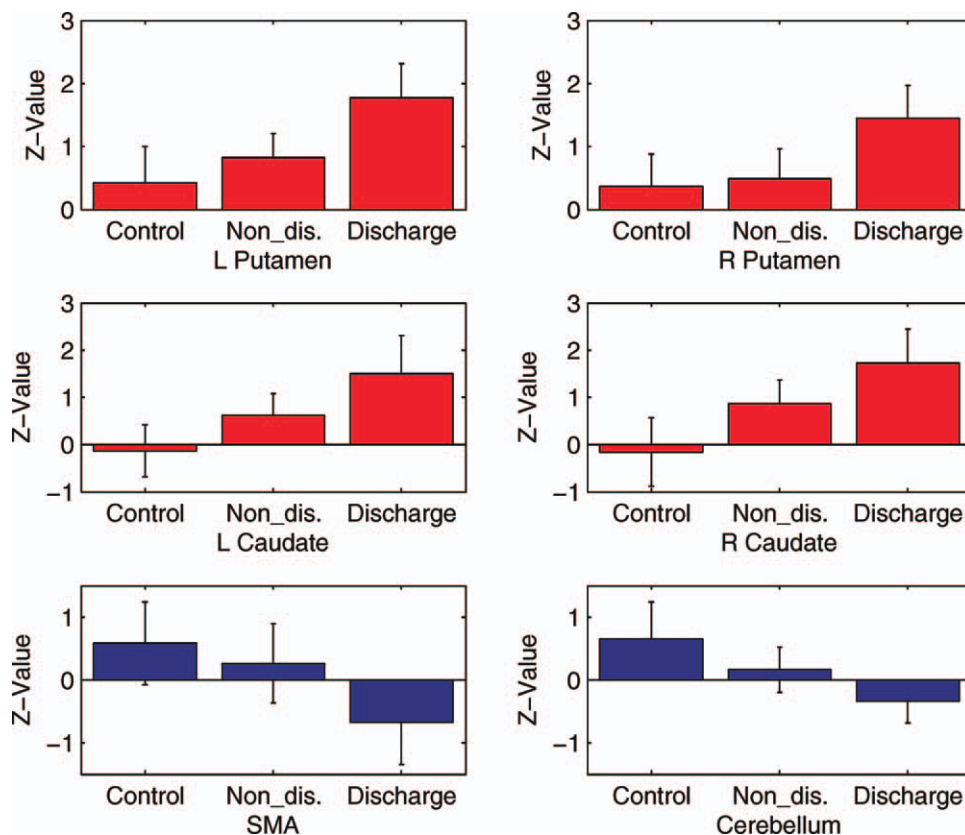 3
2
1
0
Z-Value
Control Non_dis. Discharge
L Putamen
3
2
1
0
Z-Value
Control Non_dis. Discharge
R Putamen
3
2
1
0
−1
Z-Value
Control Non_dis. Discharge
L Caudate
3
2
1
0
−1
Z-Value
Control Non_dis. Discharge
R Caudate
1
0
−1
Z-Value
Control Non_dis. Discharge
SMA
1
0
−1
Z-Value
Control Non_dis. Discharge
Cerebellum